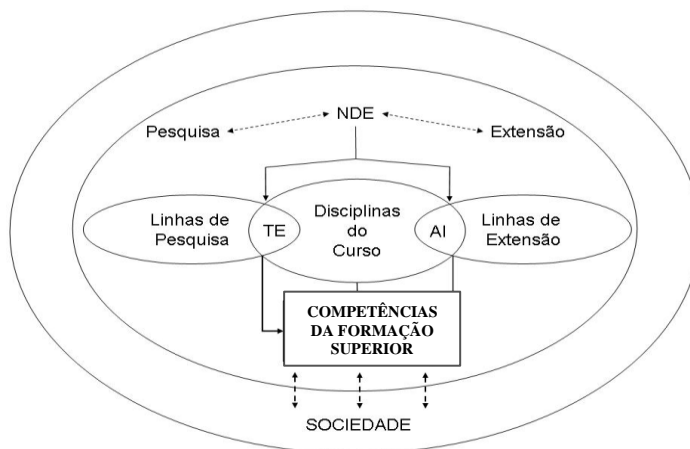 NDE
Pesquisa
Extensão
Linhas de
Pesquisa
TE
Disciplinas
do
Curso
AI
Linhas de
Extensão
COMPETÊNCIAS
DA FORMAÇÃO
SUPERIOR
SOCIEDADE